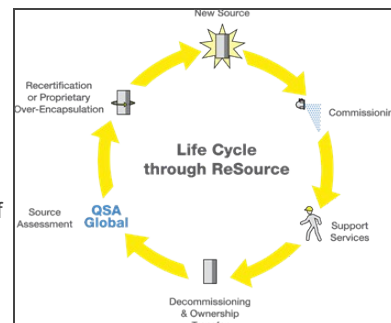 New Source
Recertification
or Proprietary
Over-Encapsulation
Life Cycle
through ReSource
Source
Assessment
QSA
Global
Support
Services
Decommissioning
& Ownership